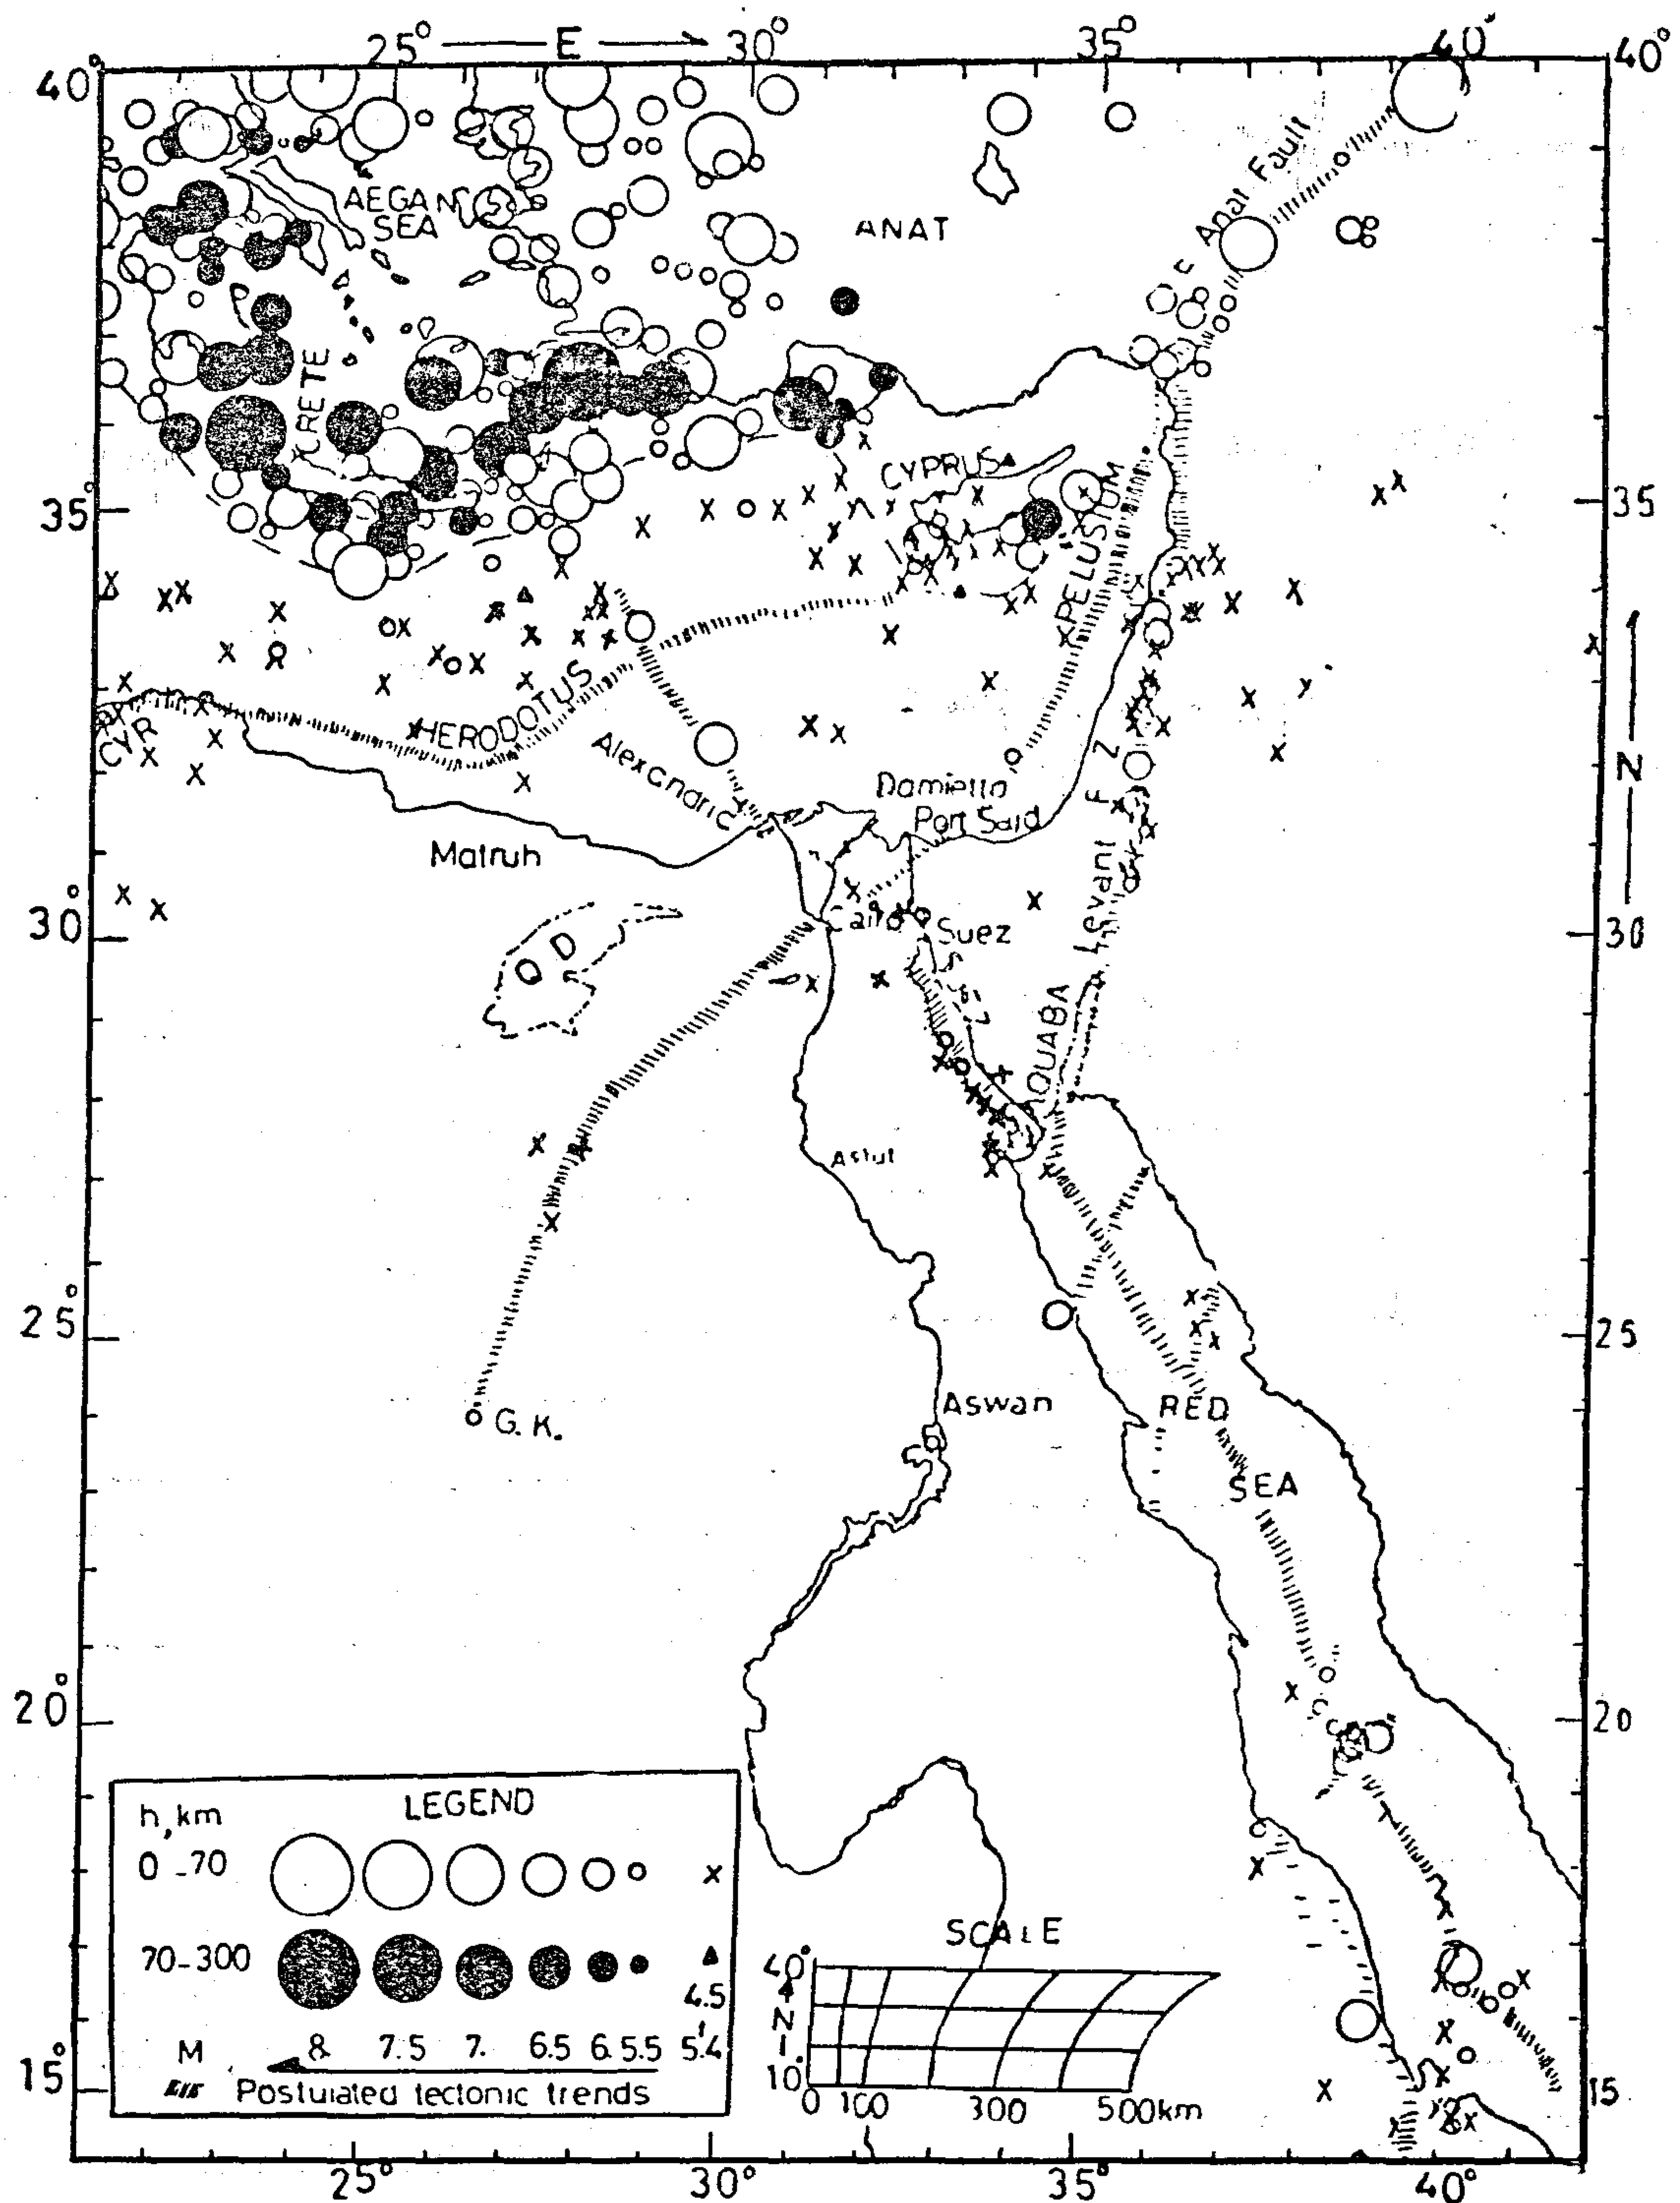 25° E 30° 35° 40°
40° 40°
Anat Fault
AEGAN
SEA
ANAT
CRETE
CYPRUS
35° 35
PELUSIUM
HERODOTUS
CYR
Alexandria
Damietta
Port Said
N
Matruh
Levant F Z
30° 30
Cairo
Suez
Q D
QUABA
Astut
25° 25
Aswan
RED
G. K.
SEA
20° 20
LEGEND
h, km
0 - 70 x
70 - 300
4.5
M 8. 7.5 7. 6.5 6. 5.5 5.4
Postulated tectonic trends
SCALE
40°
N
10°
0 100 300 500km
15° 15
25° 30° 35° 40°